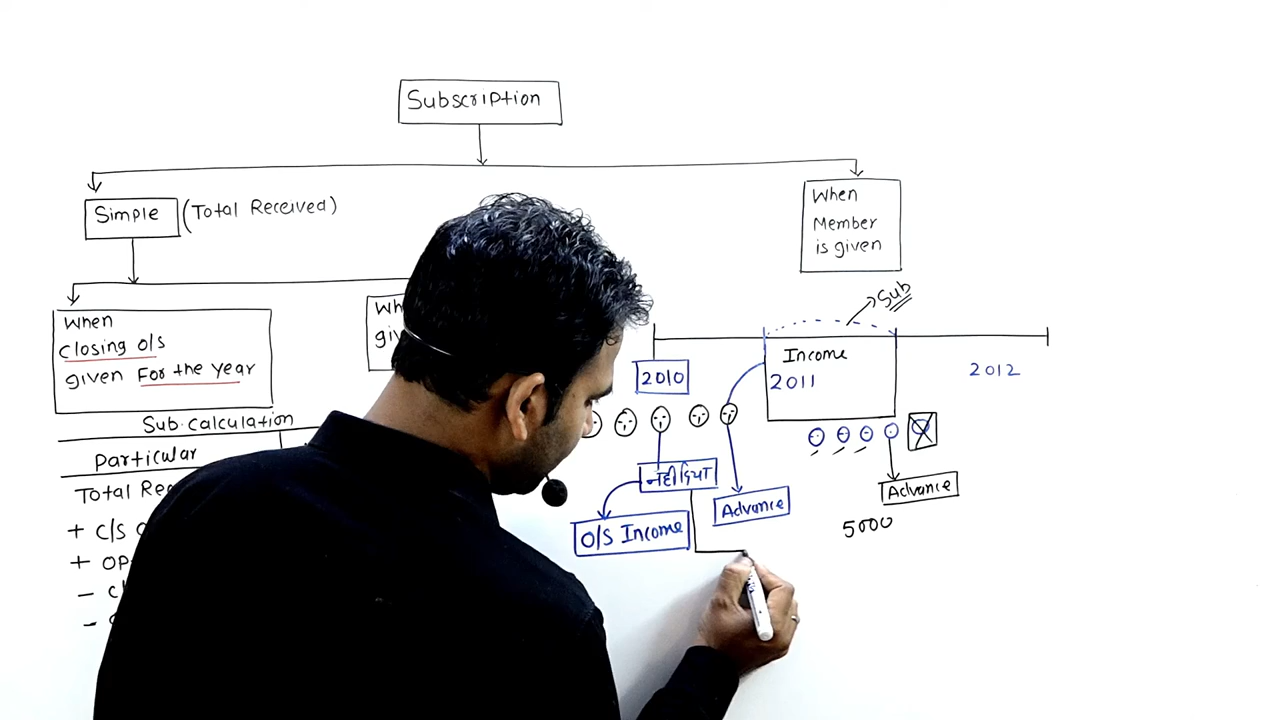 Subscription
Simple (Total Received)
When
Member
is given
When
closing o/s
given For the year
Sub
Income
2010
2011
2012
Sub. calculation
Particular
नहीं दिया
Advance
Advance
O/S Income
5000
Total
+ c/s
+ op
-
-